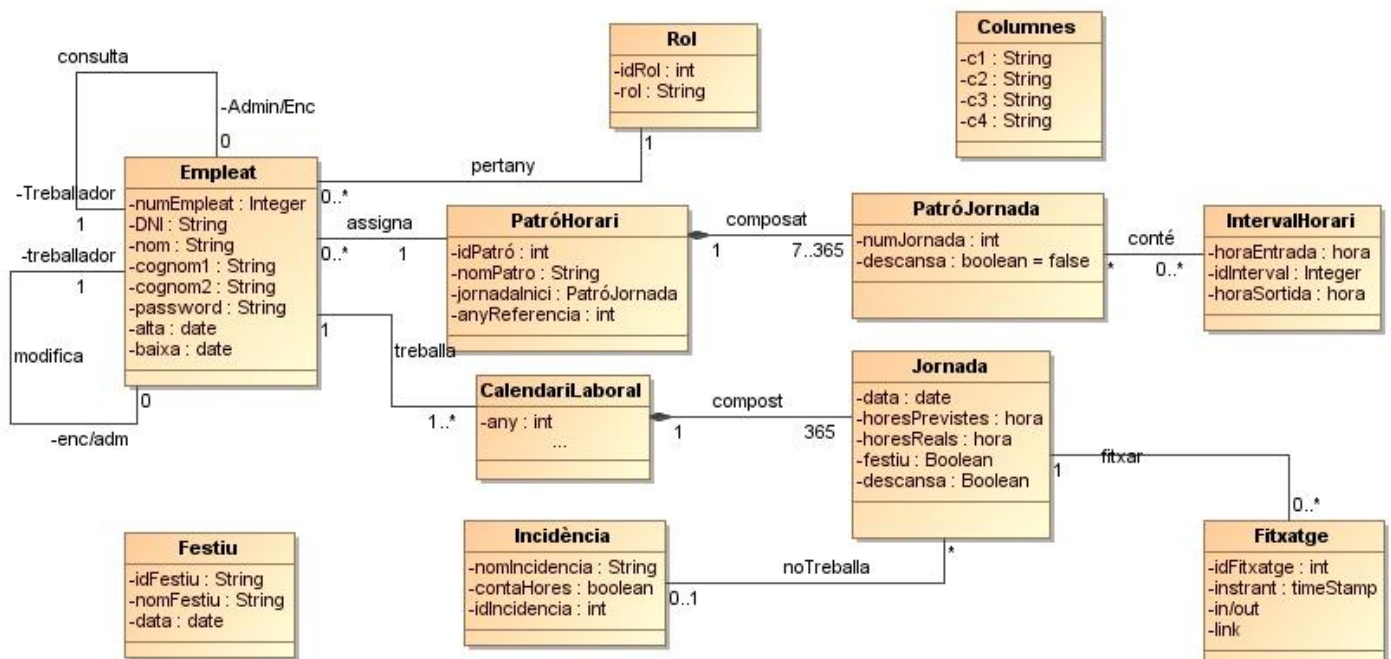 consulta
-Admin/Enc
0
-Treballador
1
-treballador
1
modifica
0
-enc/adm
Empleat
-numEmpleat : Integer
-DNI : String
-nom : String
-cognom1 : String
-cognom2 : String
-password : String
-alta : date
-baixa : date
0..*
pertany
1
Rol
-idRol : int
-rol : String
Columnes
-c1 : String
-c2 : String
-c3 : String
-c4 : String
assigna
0..*
1
PatróHorari
-idPatró : int
-nomPatro : String
-jornadaInici : PatróJornada
-anyReferencia : int
composat
1
7..365
PatróJornada
-numJornada : int
-descansa : boolean = false
conté
*
0..*
IntervalHorari
-horaEntrada : hora
-idInterval : Integer
-horaSortida : hora
1
treballa
1..*
CalendariLaboral
-any : int
...
compost
1
365
Jornada
-data : date
-horesPrevistes : hora
-horesReals : hora
-festiu : Boolean
-descansa : Boolean
1
fitxar
0..*
Festiu
-idFestiu : String
-nomFestiu : String
-data : date
Incidència
-nomIncidencia : String
-contaHores : boolean
-idIncidencia : int
0..1
noTreballa
*
Fitxatge
-idFitxatge : int
-instrant : timeStamp
-in/out
-link